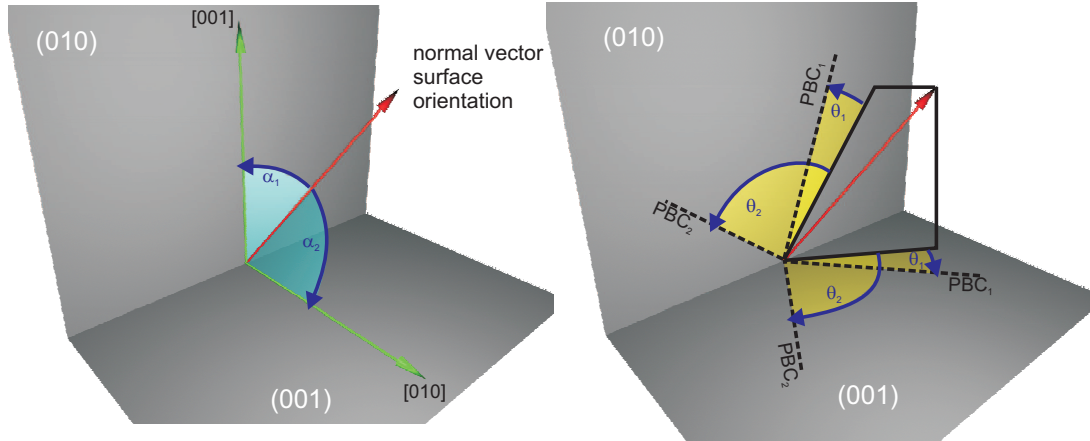 (010)
[001]
normal vector
surface
orientation
α₁
α₂
[010]
(001)
(010)
PBC₁
θ₁
θ₂
PBC₂
θ₁
PBC₁
θ₂
PBC₂
(001)